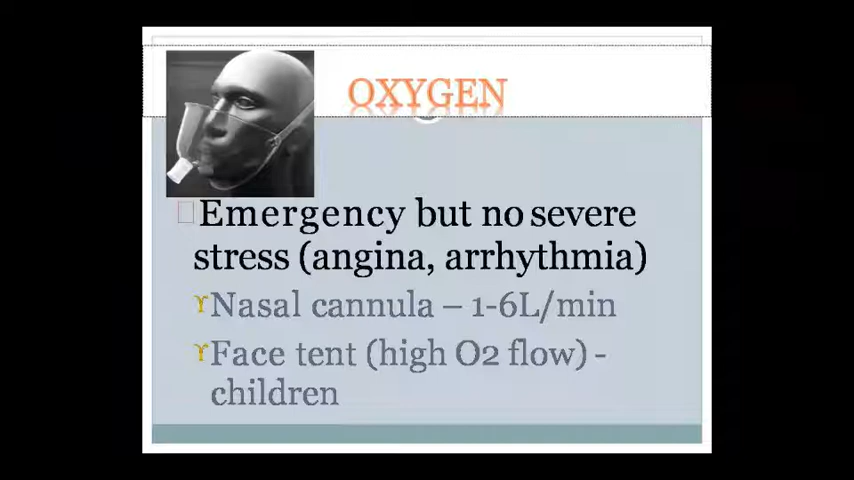 OXYGEN
Emergency but no severe
stress (angina, arrhythmia)
Nasal cannula – 1-6L/min
Face tent (high O2 flow) -
children